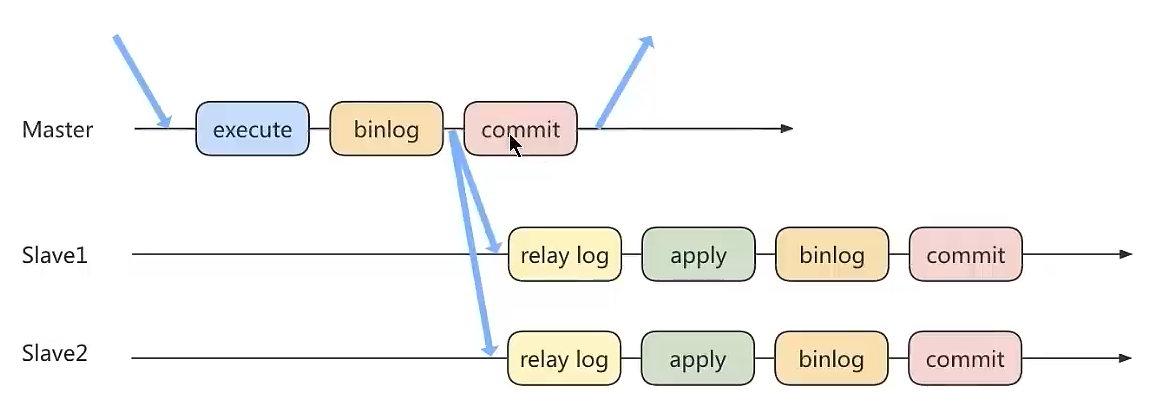 Master execute binlog commit
Slave1 relay log apply binlog commit
Slave2 relay log apply binlog commit